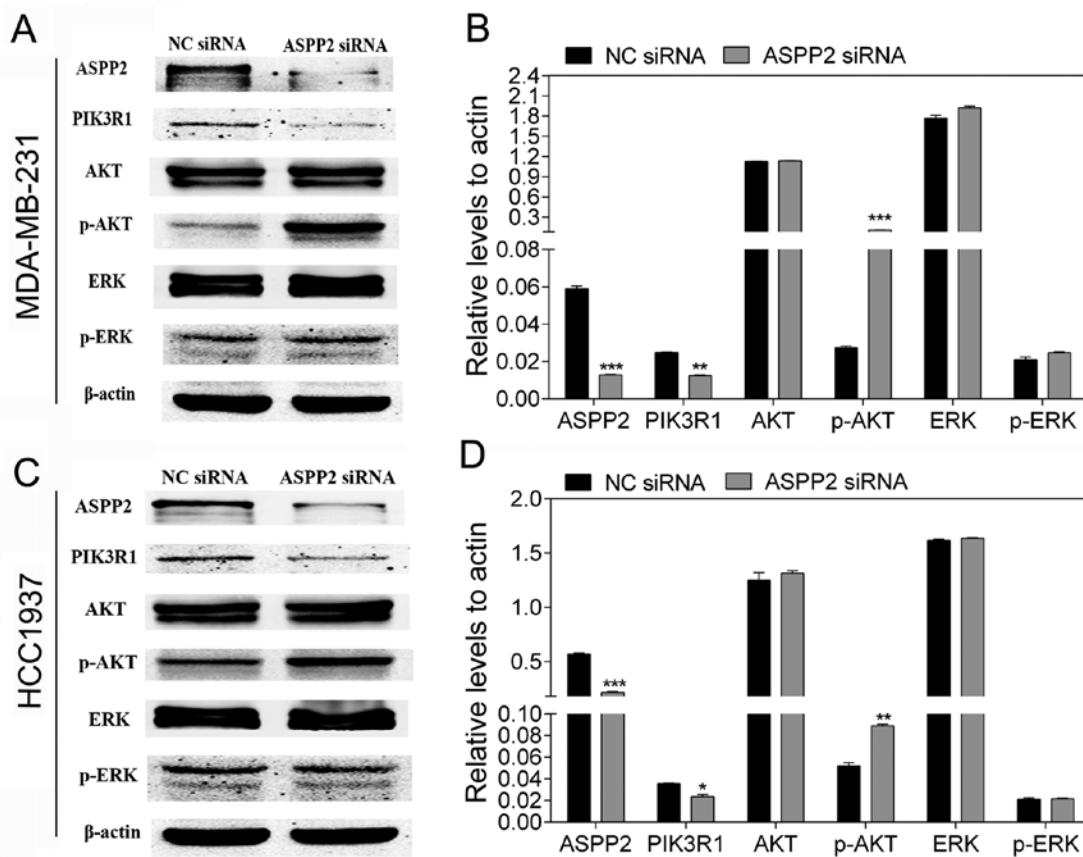 A
MDA-MB-231
NC siRNA ASPP2 siRNA
ASPP2
PIK3R1
AKT
p-AKT
ERK
p-ERK
β-actin
B
NC siRNA ASPP2 siRNA
Relative levels to actin
2.4
2.1
1.8
1.5
1.2
0.9
0.6
0.3
0.08
0.06
0.04
0.02
0.00
***
**
***
ASPP2 PIK3R1 AKT p-AKT ERK p-ERK
C
HCC1937
NC siRNA ASPP2 siRNA
ASPP2
PIK3R1
AKT
p-AKT
ERK
p-ERK
β-actin
D
NC siRNA ASPP2 siRNA
Relative levels to actin
2.0
1.5
1.0
0.5
0.10
0.08
0.06
0.04
0.02
0.00
***
*
**
ASPP2 PIK3R1 AKT p-AKT ERK p-ERK